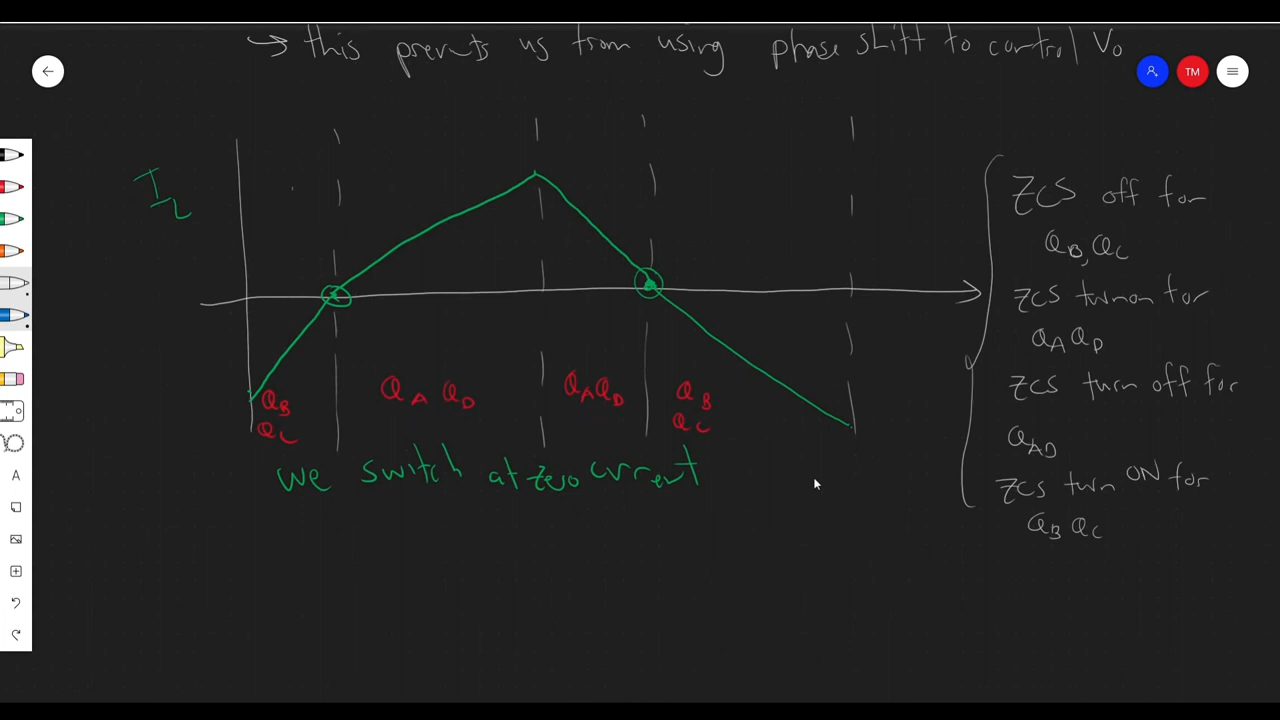 → this prevents us from using phase shift to control Vo
TM
I L
ZCS off for
QB, QC
ZCS turn on for
QA QD
ZCS turn off for
QAD
ZCS turn ON for
QB QC
QB
QC
QA QD
QA QD
QB
QC
we switch at zero current
A